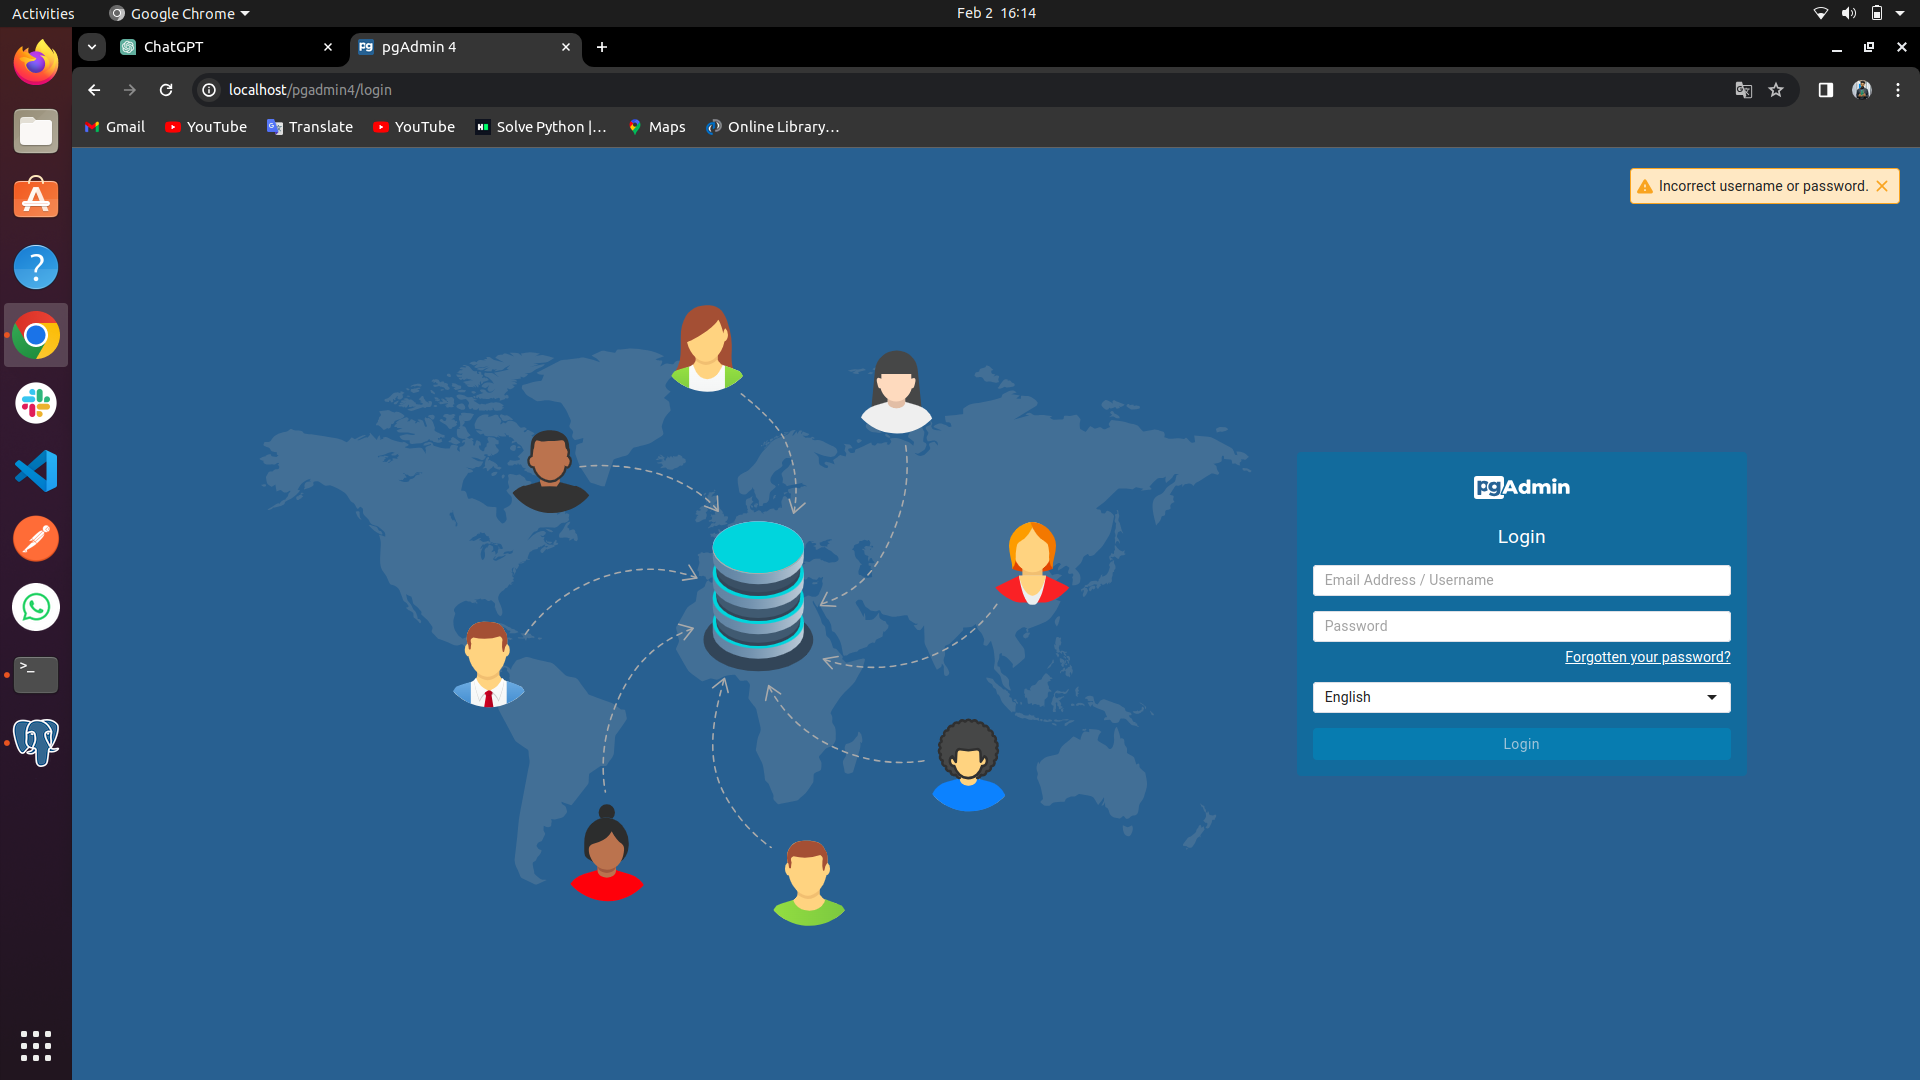 Activities
Google Chrome
Feb 2 16:14
ChatGPT
pgAdmin 4
localhost/pgadmin4/login
Gmail
YouTube
Translate
YouTube
Solve Python |...
Maps
Online Library...
Incorrect username or password.
pgAdmin
Login
Email Address / Username
Password
Forgotten your password?
English
Login